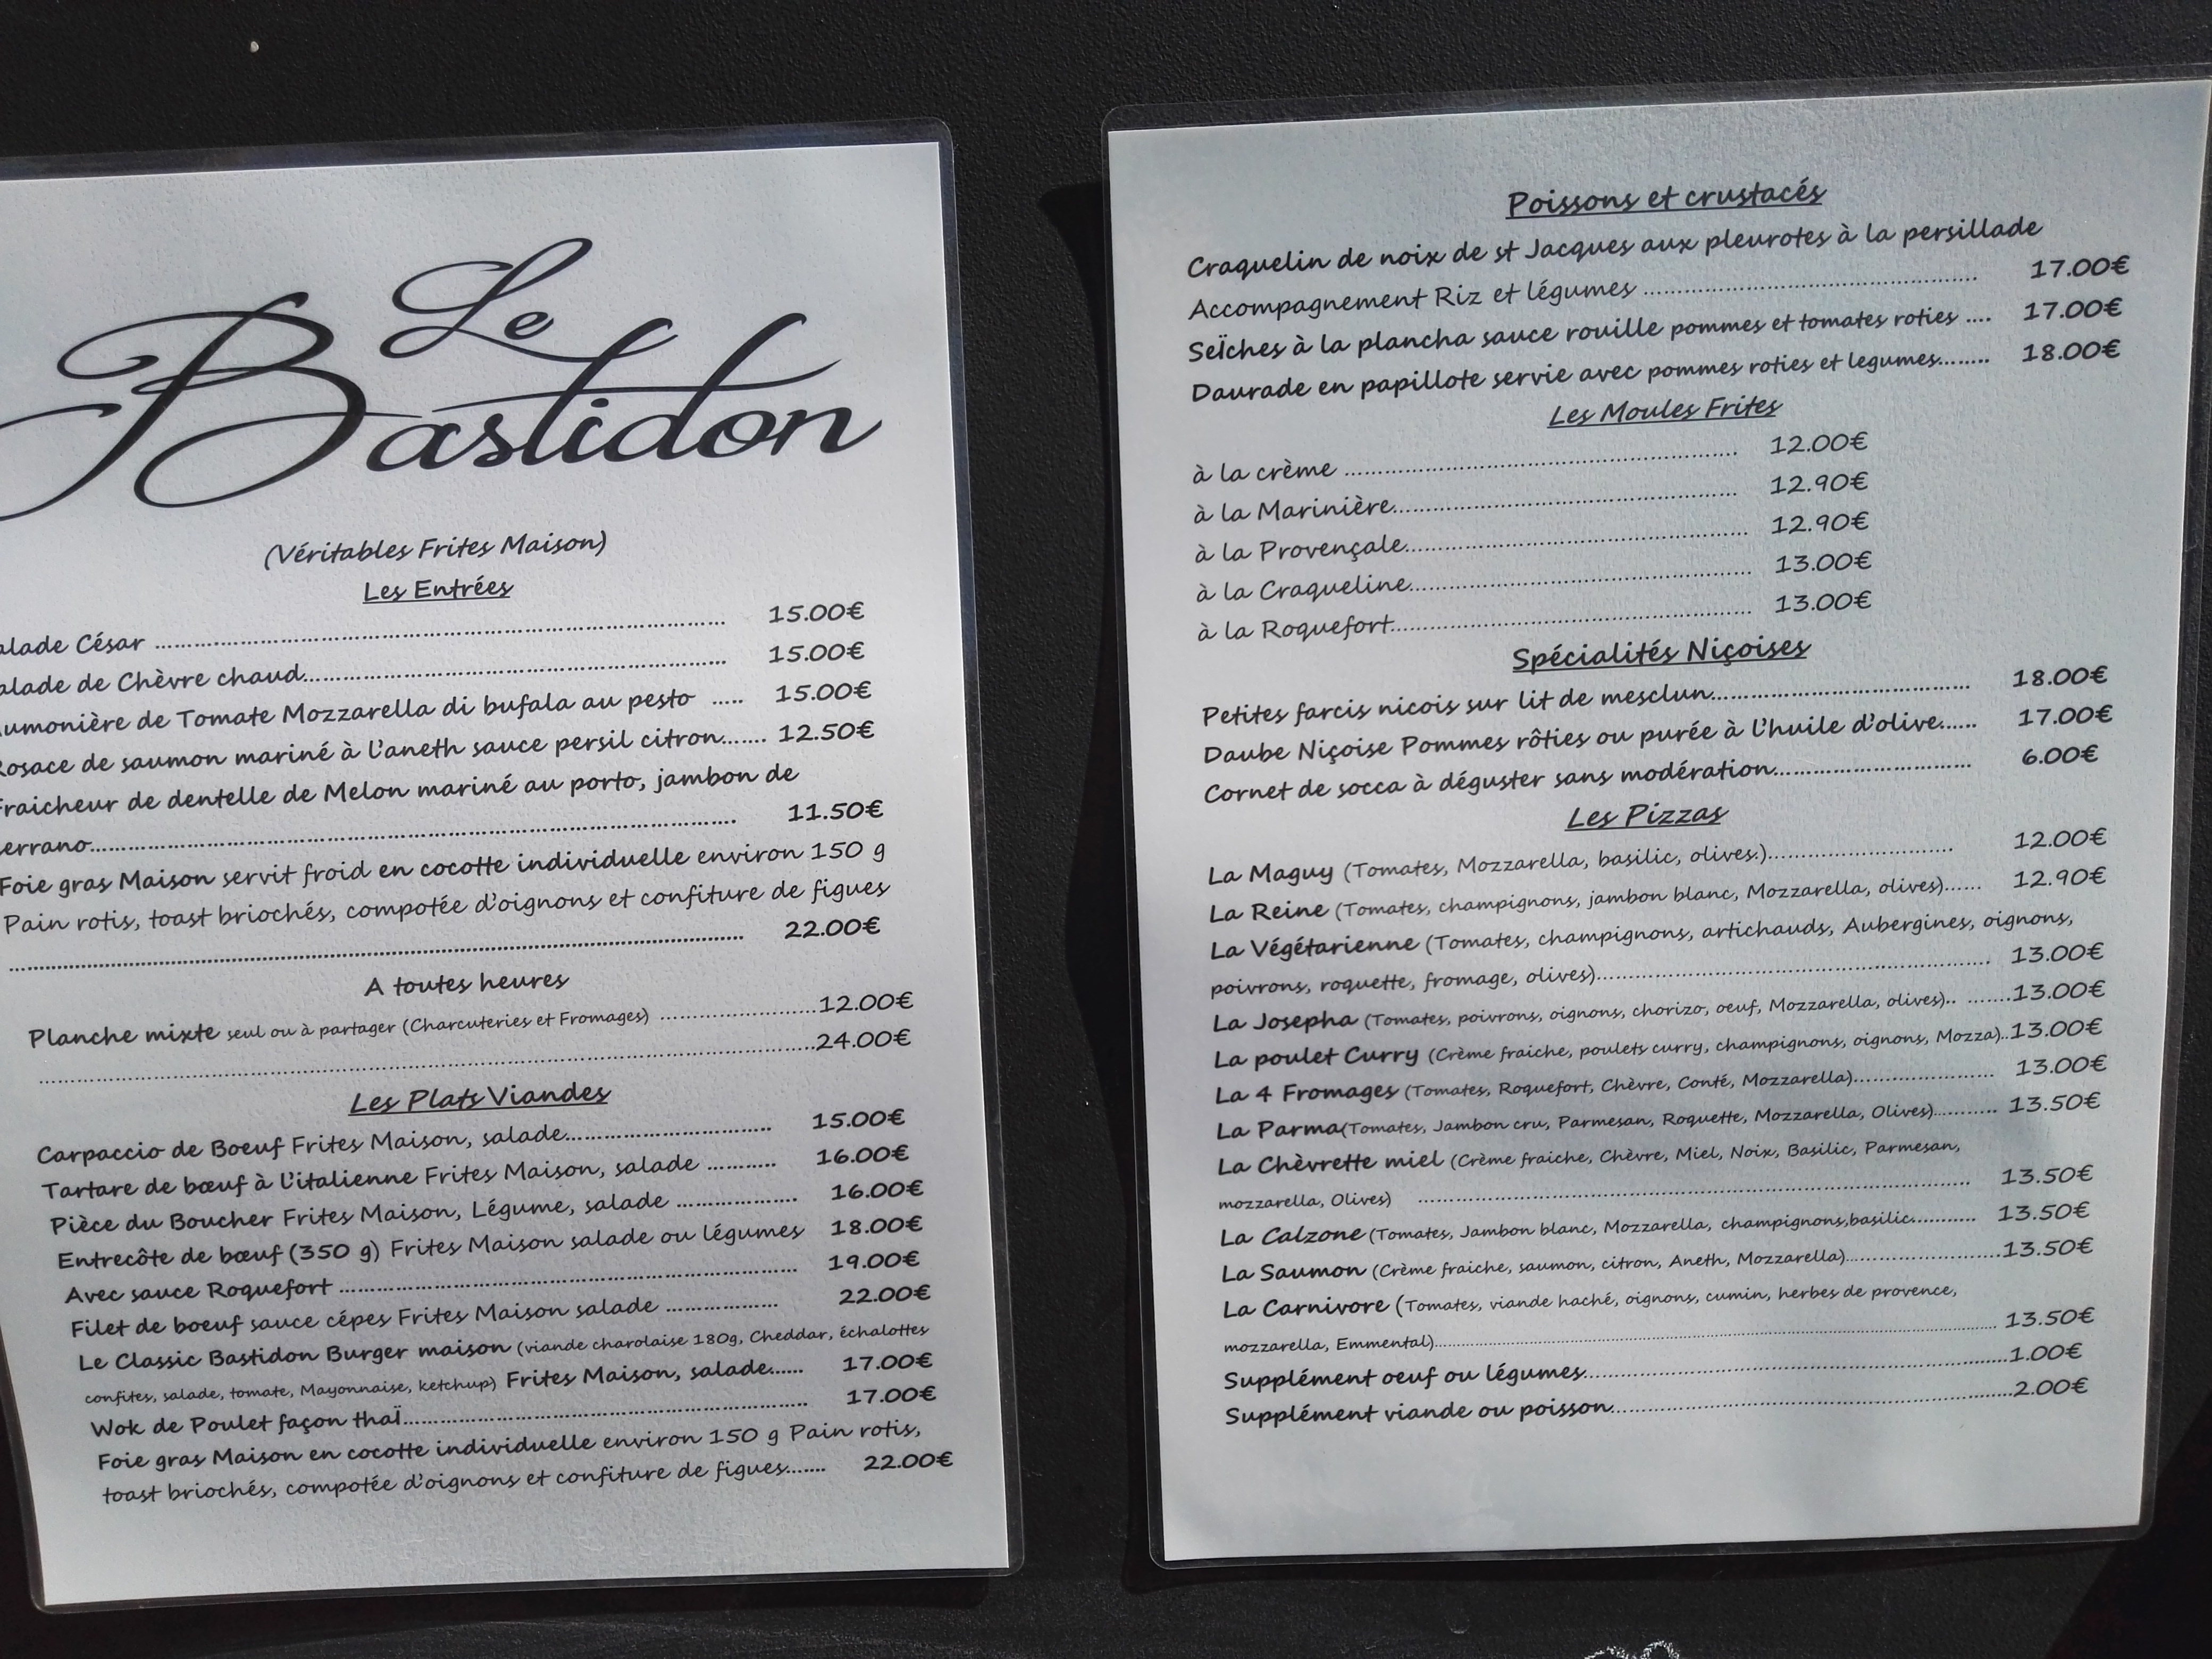 Le
Bastidon
(Véritables Frites Maison)
Les Entrées
alade César ........ 15.00€
alade de Chèvre chaud........ 15.00€
umonière de Tomate Mozzarella di bufala au pesto ..... 15.00€
Rosace de saumon mariné à l'aneth sauce persil citron....... 12.50€
Fraicheur de dentelle de Melon mariné au porto, jambon de
errano........ 11.50€
Foie gras Maison servit froid en cocotte individuelle environ 150 g
Pain rotis, toast briochés, compotée d'oignons et confiture de figues
........ 22.00€
A toutes heures
Planche mixte seul ou à partager (Charcuteries et Fromages) ........12.00€
........24.00€
Les Plats Viandes
Carpaccio de Boeuf Frites Maison, salade........ 15.00€
Tartare de bœuf à l'italienne Frites Maison, salade ........... 16.00€
Pièce du Boucher Frites Maison, Légume, salade ........ 16.00€
Entrecôte de bœuf (350 g) Frites Maison salade ou légumes 18.00€
Avec sauce Roquefort ........ 19.00€
Filet de boeuf sauce cépes Frites Maison salade ........ 22.00€
Le Classic Bastidon Burger maison (viande charolaise 180g, Cheddar, échalottes
confites, salade, tomate, Mayonnaise, ketchup) Frites Maison, salade...... 17.00€
Wok de Poulet façon thaï........ 17.00€
Foie gras Maison en cocotte individuelle environ 150 g Pain rotis,
toast briochés, compotée d'oignons et confiture de figues....... 22.00€
Poissons et crustacés
Craquelin de noix de st Jacques aux pleurotes à la persillade
Accompagnement Riz et légumes ........ 17.00€
Seïches à la plancha sauce rouille pommes et tomates roties .... 17.00€
Daurade en papillote servie avec pommes roties et legumes........ 18.00€
Les Moules Frites
à la crème ........ 12.00€
à la Marinière........ 12.90€
à la Provençale........ 12.90€
à la Craqueline........ 13.00€
à la Roquefort........ 13.00€
Spécialités Niçoises
Petites farcis nicois sur lit de mesclun........ 18.00€
Daube Niçoise Pommes rôties ou purée à l'huile d'olive...... 17.00€
Cornet de socca à déguster sans modération........ 6.00€
Les Pizzas
La Maguy (Tomates, Mozzarella, basilic, olives.)........ 12.00€
La Reine (Tomates, champignons, jambon blanc, Mozzarella, olives)...... 12.90€
La Végétarienne (Tomates, champignons, artichauds, Aubergines, oignons,
poivrons, roquette, fromage, olives)........ 13.00€
La Josepha (Tomates, poivrons, oignons, chorizo, oeuf, Mozzarella, olives).. .......13.00€
La poulet Curry (Crème fraiche, poulets curry, champignons, oignons, Mozza)..13.00€
La 4 Fromages (Tomates, Roquefort, Chèvre, Conté, Mozzarella)........ 13.00€
La Parma(Tomates, Jambon cru, Parmesan, Roquette, Mozzarella, Olives)........... 13.50€
La Chèvrette miel (Crème fraiche, Chèvre, Miel, Noix, Basilic, Parmesan,
mozzarella, Olives) ........ 13.50€
La Calzone (Tomates, Jambon blanc, Mozzarella, champignons,basilic............ 13.50€
La Saumon (Crème fraiche, saumon, citron, Aneth, Mozzarella)........13.50€
La Carnivore (Tomates, viande haché, oignons, cumin, herbes de provence,
mozzarella, Emmental)........ 13.50€
Supplément oeuf ou légumes........1.00€
Supplément viande ou poisson........2.00€